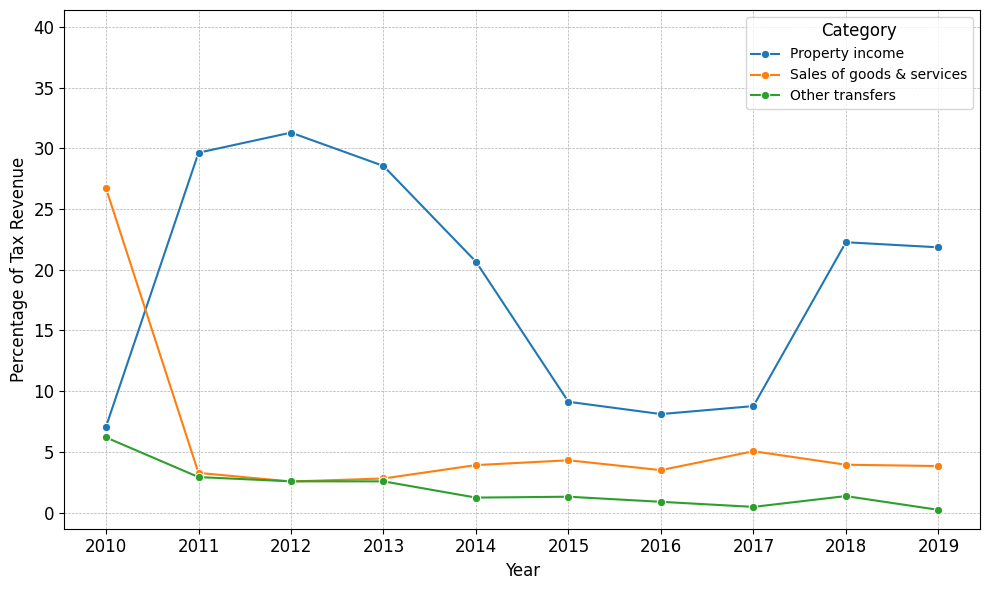 Category
Property income
Sales of goods & services
Other transfers
Percentage of Tax Revenue
40
35
30
25
20
15
10
5
0
2010 2011 2012 2013 2014 2015 2016 2017 2018 2019
Year